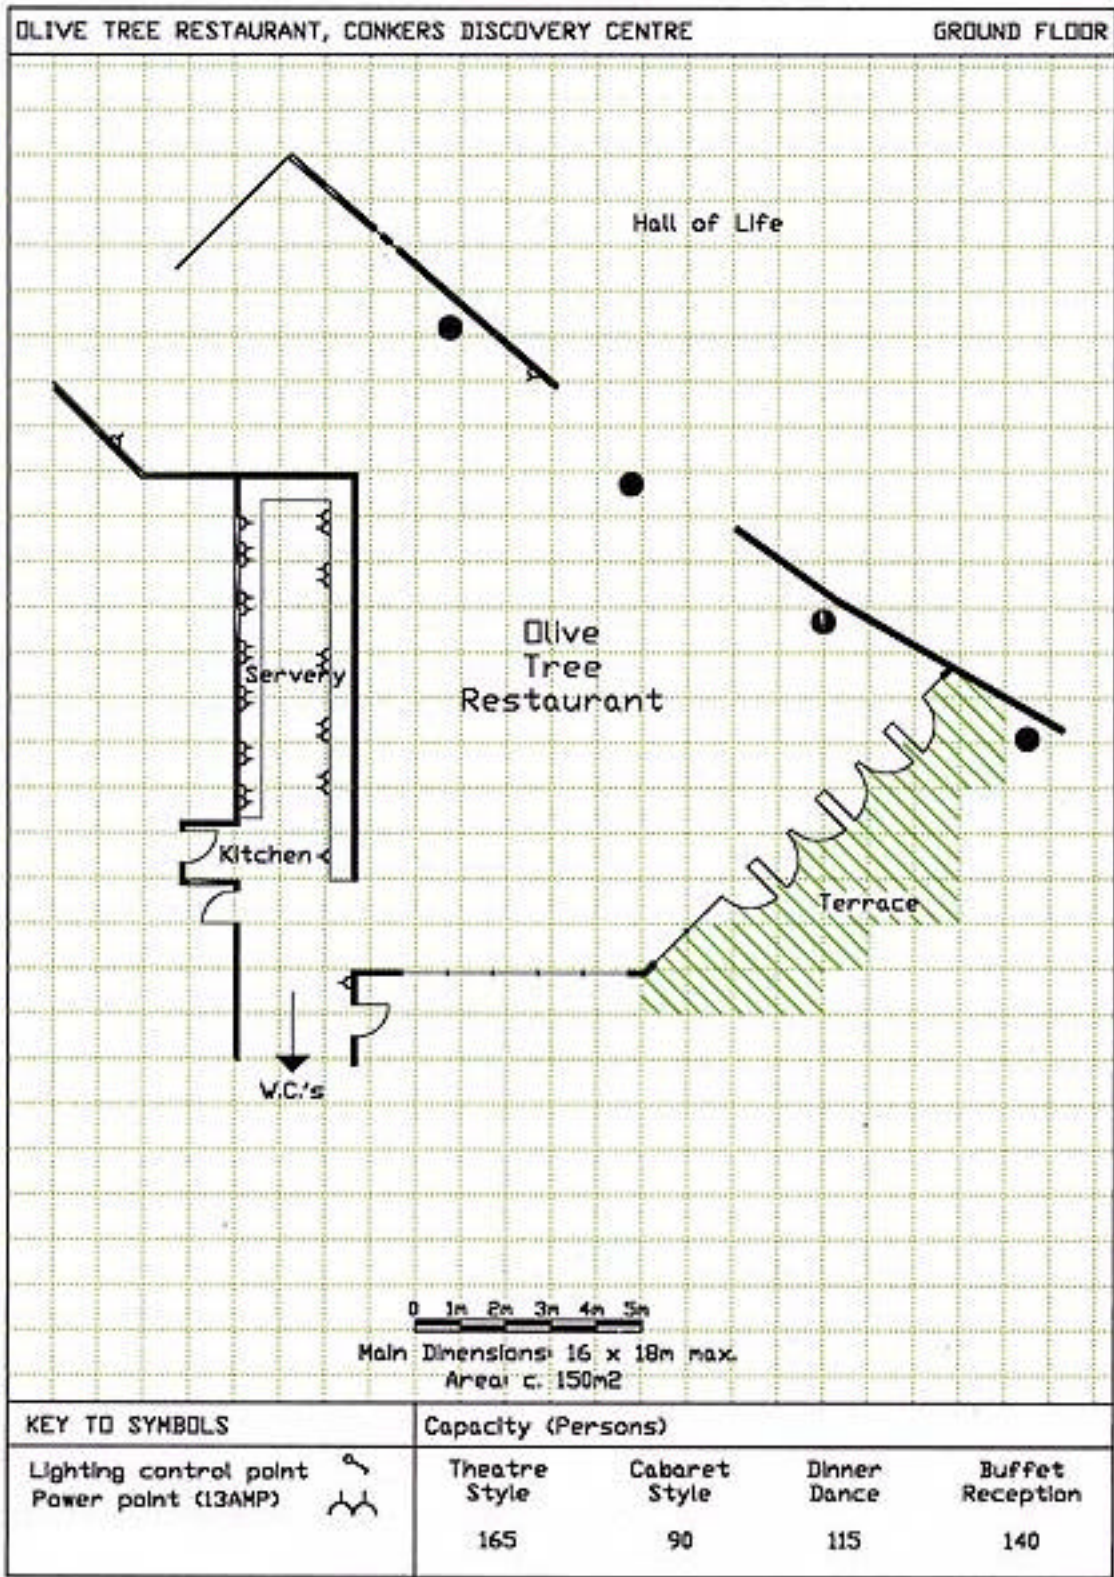 OLIVE TREE RESTAURANT, CONKERS DISCOVERY CENTRE GROUND FLOOR
Hall of Life
Olive
Tree
Restaurant
Servery
Kitchen
Terrace
W.C.'s
0 1m 2m 3m 4m 5m
Main Dimensions: 16 x 18m max.
Area: c. 150m2
KEY TO SYMBOLS
Lighting control point
Power point (13AMP)
Capacity (Persons)
Theatre Style
Cabaret Style
Dinner Dance
Buffet Reception
165 90 115 140